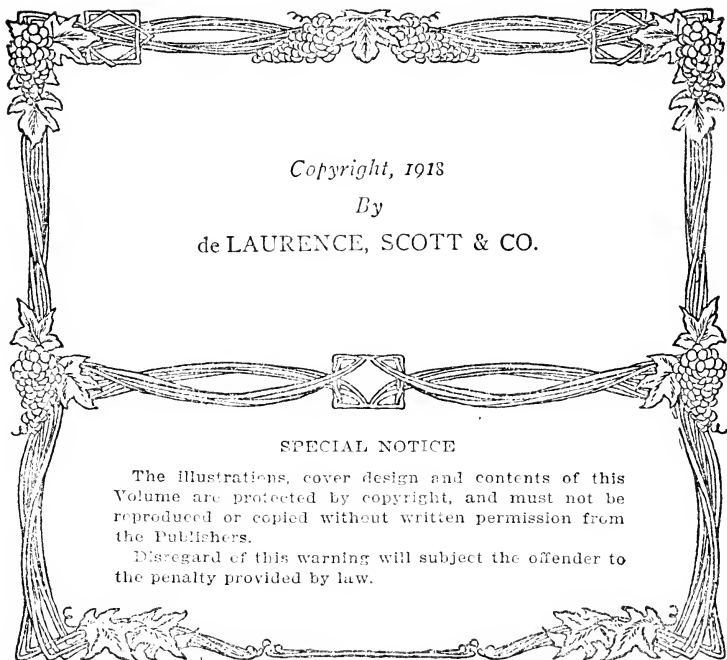 Copyright, 1918
By
de LAURENCE, SCOTT & CO.
SPECIAL NOTICE
The illustrations, cover design and contents of this
Volume are protected by copyright, and must not be
reproduced or copied without written permission from
the Publishers.
Disregard of this warning will subject the offender to
the penalty provided by law.